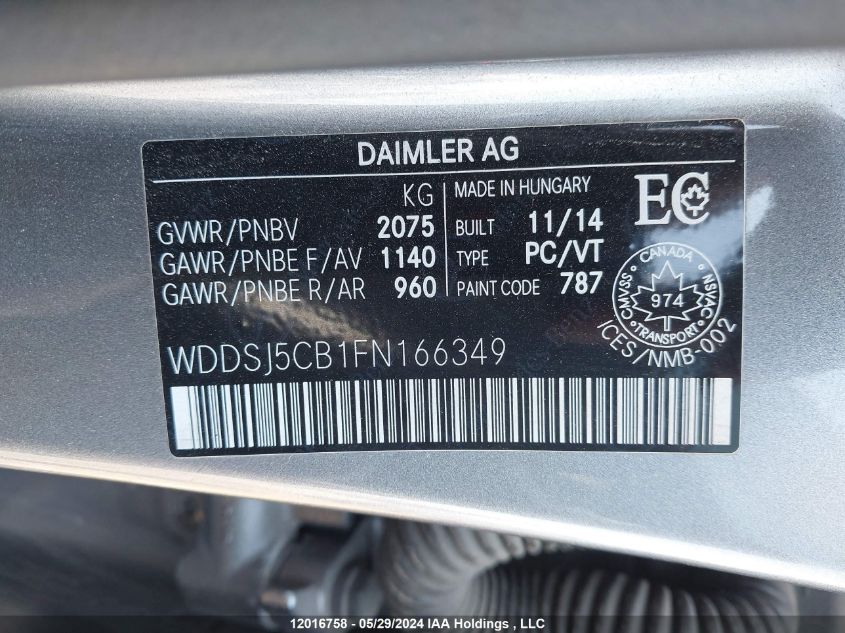 DAIMLER AG
KG
MADE IN HUNGARY
EC
GVWR/PNBV 2075
BUILT 11/14
GAWR/PNBE F/AV 1140
TYPE PC/VT
GAWR/PNBE R/AR 960
PAINT CODE 787
CANADA
CMVSS 974 NSVAC
TRANSPORT
ICES/NMB-002
WDDSJ5CB1FN166349
12016758 - 05/29/2024 IAA Holdings , LLC